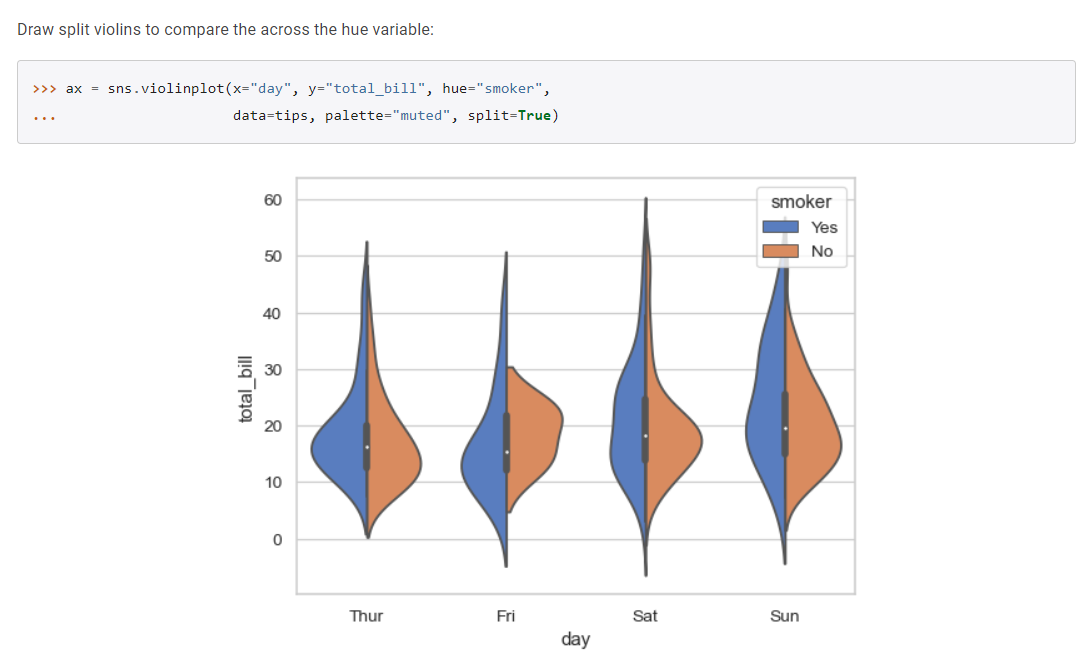 Draw split violins to compare the across the hue variable:
>>> ax = sns.violinplot(x="day", y="total_bill", hue="smoker",
...                     data=tips, palette="muted", split=True)
60
50
40
30
20
10
0
total_bill
smoker
Yes
No
Thur Fri Sat Sun
day